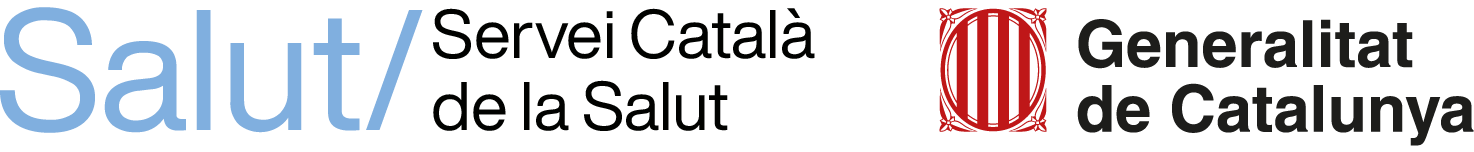 Salut/
Servei Català
de la Salut
Generalitat
de Catalunya